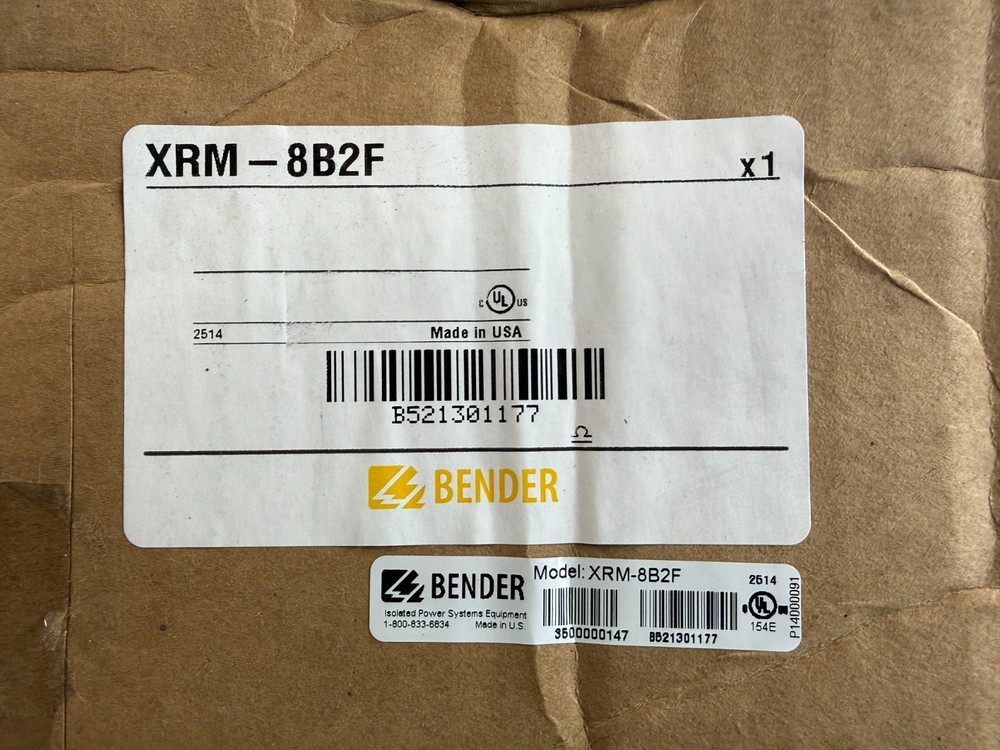 XRM – 8B2F x1
C UL US
2514 Made in USA
B521301177
Ω
BENDER
BENDER Model: XRM-8B2F 2514
Isolated Power Systems Equipment
1-800-833-6834 Made in U.S.
3500000147 B521301177
UL
154E
P14000091